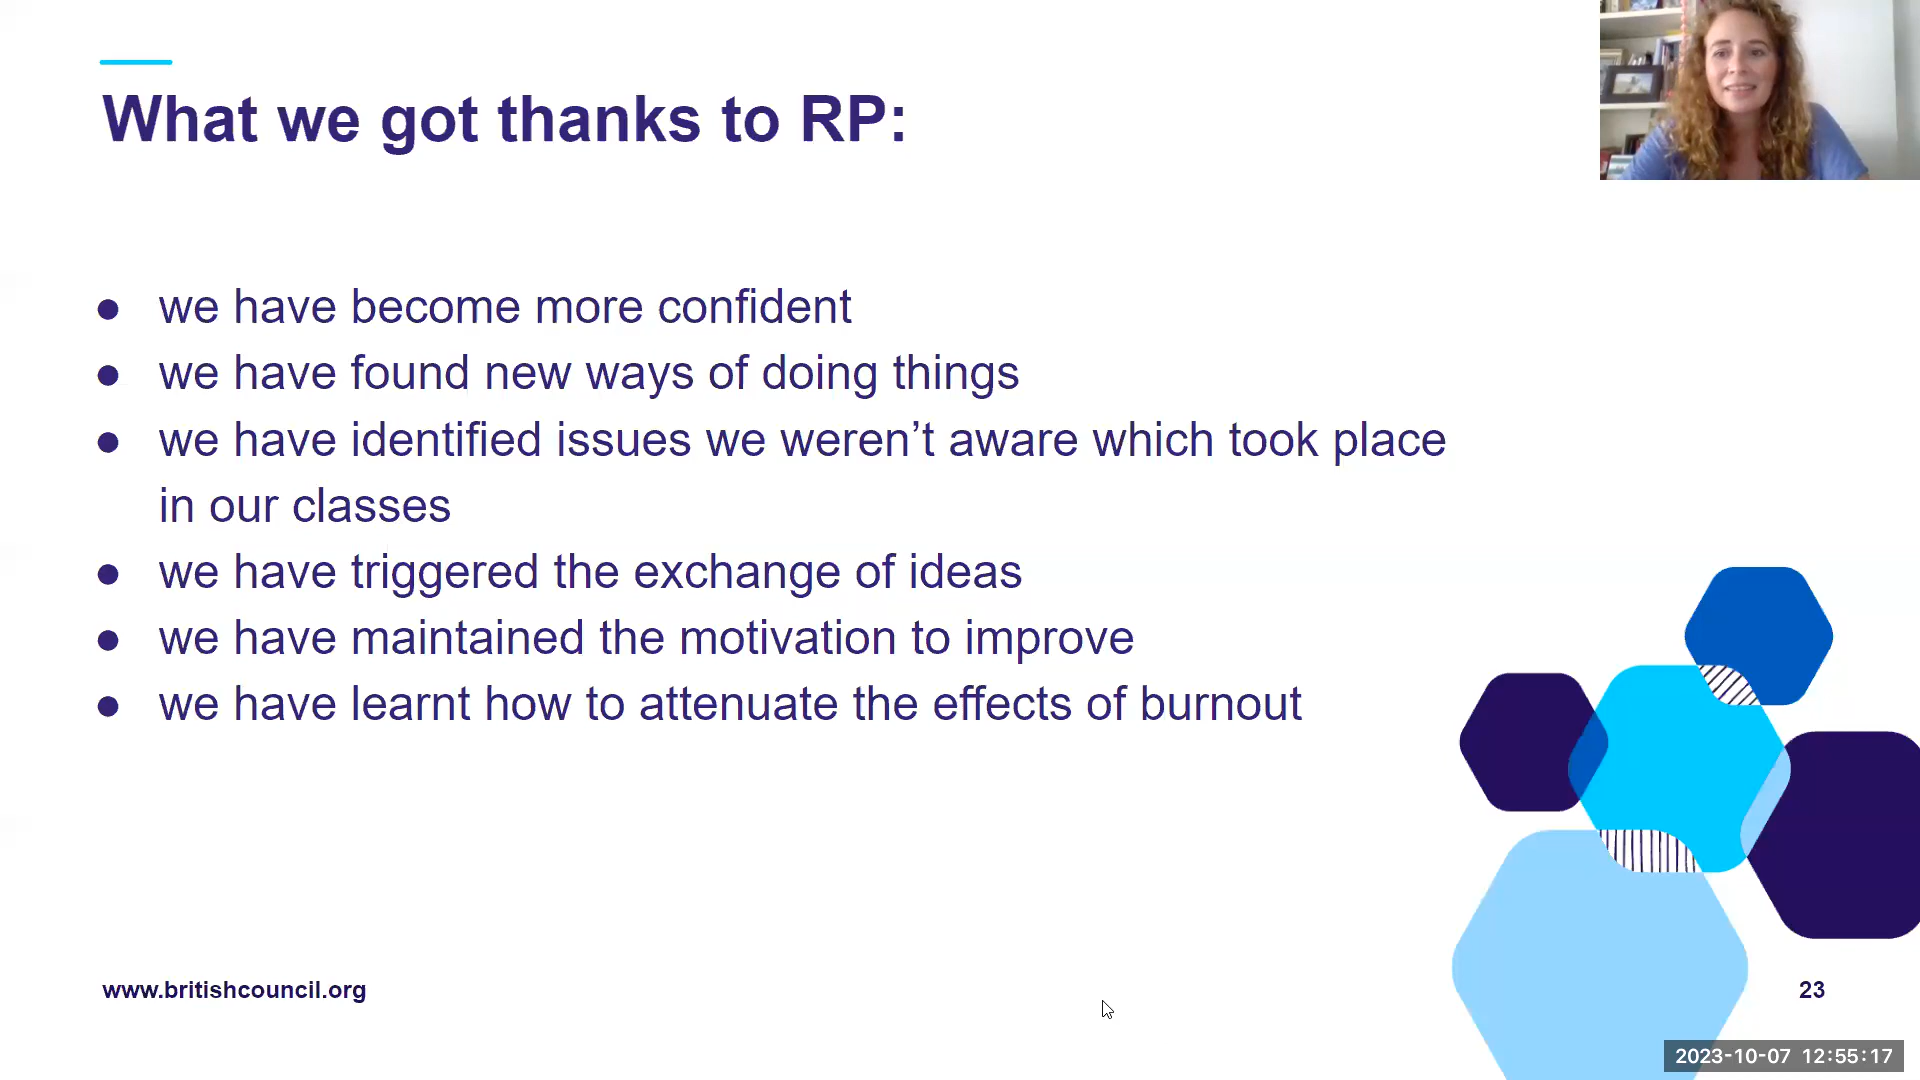 What we got thanks to RP:
● we have become more confident
● we have found new ways of doing things
● we have identified issues we weren’t aware which took place
in our classes
● we have triggered the exchange of ideas
● we have maintained the motivation to improve
● we have learnt how to attenuate the effects of burnout
www.britishcouncil.org
23
2023-10-07 12:55:17